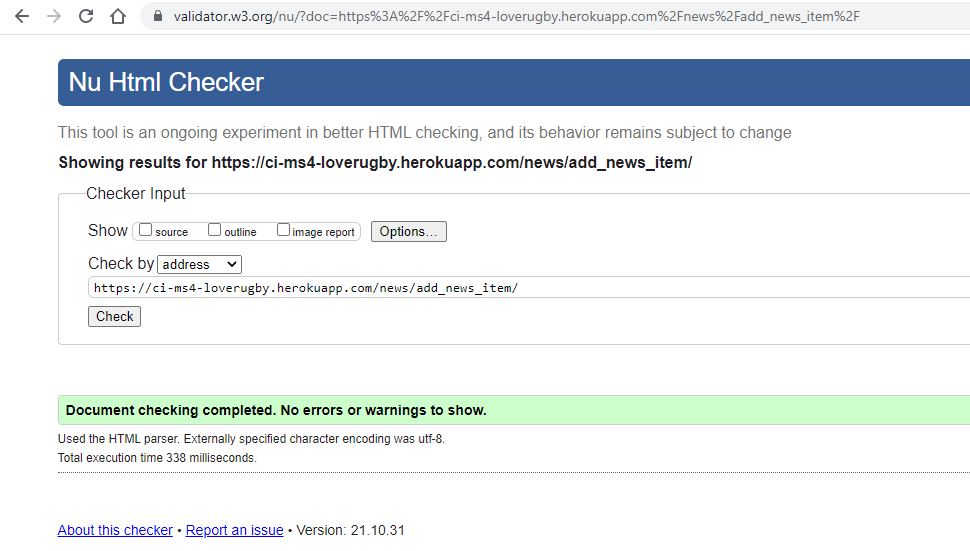 validator.w3.org/nu/?doc=https%3A%2F%2Fci-ms4-loverugby.herokuapp.com%2Fnews%2Fadd_news_item%2F
Nu Html Checker
This tool is an ongoing experiment in better HTML checking, and its behavior remains subject to change
Showing results for https://ci-ms4-loverugby.herokuapp.com/news/add_news_item/
Checker Input
Show source outline image report Options...
Check by address
https://ci-ms4-loverugby.herokuapp.com/news/add_news_item/
Check
Document checking completed. No errors or warnings to show.
Used the HTML parser. Externally specified character encoding was utf-8.
Total execution time 338 milliseconds.
About this checker • Report an issue • Version: 21.10.31